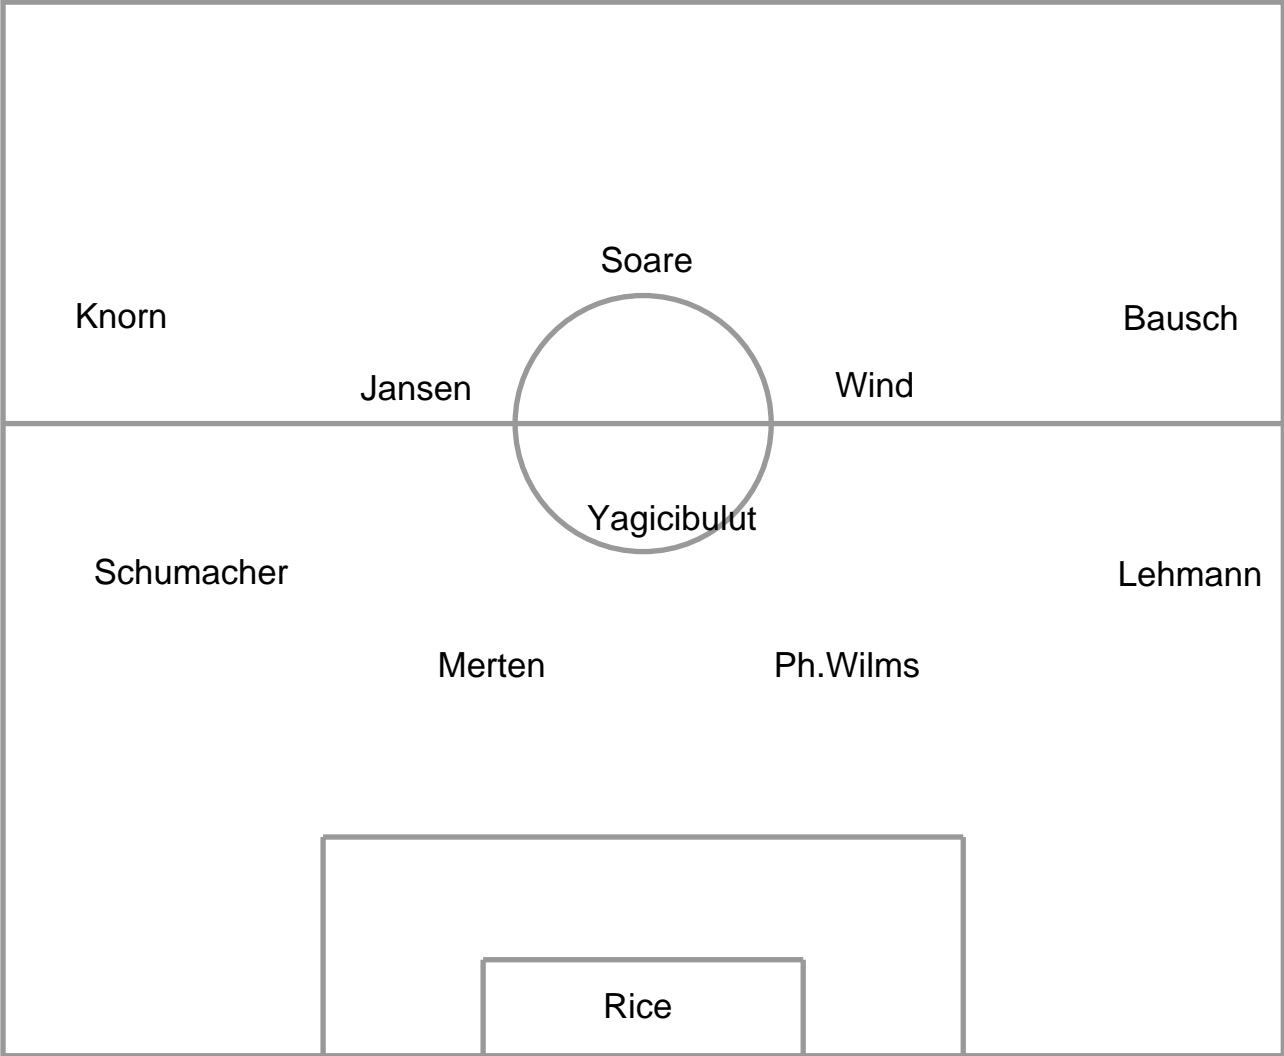 Soare
Knorn
Bausch
Jansen
Wind
Yagicibulut
Schumacher
Lehmann
Merten
Ph.Wilms
Rice